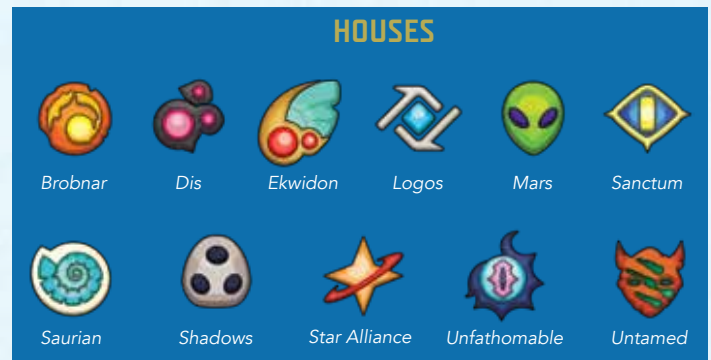 HOUSES
Brobnar Dis Ekwidon Logos Mars Sanctum
Saurian Shadows Star Alliance Unfathomable Untamed